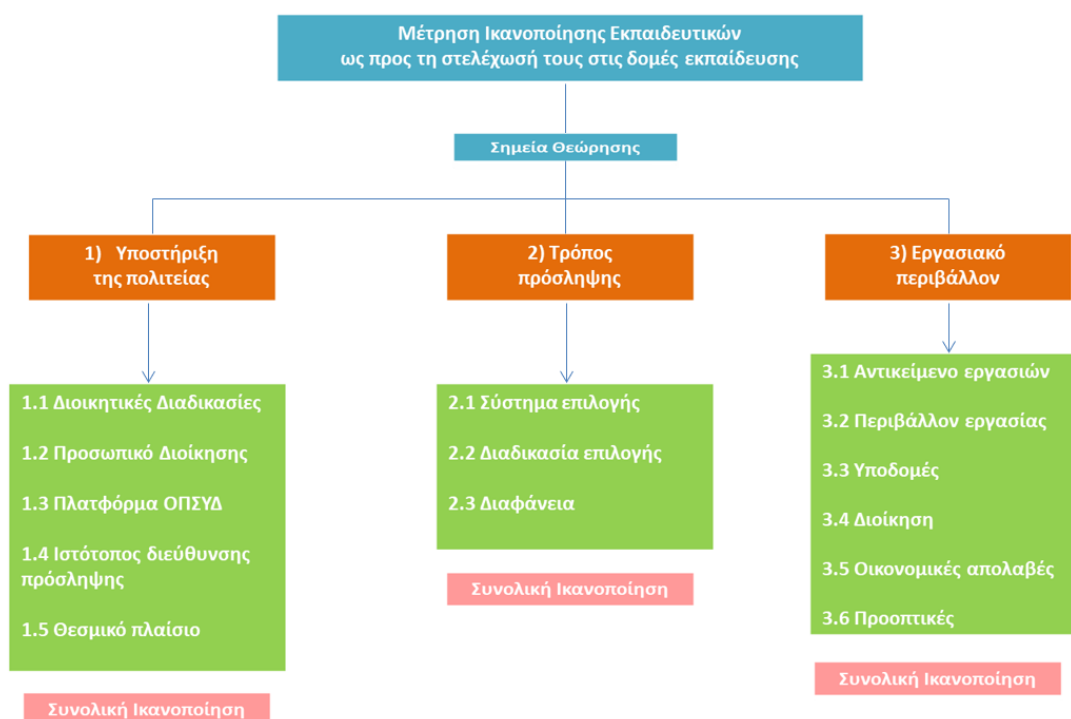 Μέτρηση Ικανοποίησης Εκπαιδευτικών
ως προς τη στελέχωσή τους στις δομές εκπαίδευσης
Σημεία Θεώρησης
1) Υποστήριξη
της πολιτείας
2) Τρόπος
πρόσληψης
3) Εργασιακό
περιβάλλον
1.1 Διοικητικές Διαδικασίες
1.2 Προσωπικό Διοίκησης
1.3 Πλατφόρμα ΟΠΣΥΔ
1.4 Ιστότοπος διεύθυνσης
πρόσληψης
1.5 Θεσμικό πλαίσιο
Συνολική Ικανοποίηση
2.1 Σύστημα επιλογής
2.2 Διαδικασία επιλογής
2.3 Διαφάνεια
Συνολική Ικανοποίηση
3.1 Αντικείμενο εργασιών
3.2 Περιβάλλον εργασίας
3.3 Υποδομές
3.4 Διοίκηση
3.5 Οικονομικές απολαβές
3.6 Προοπτικές
Συνολική Ικανοποίηση